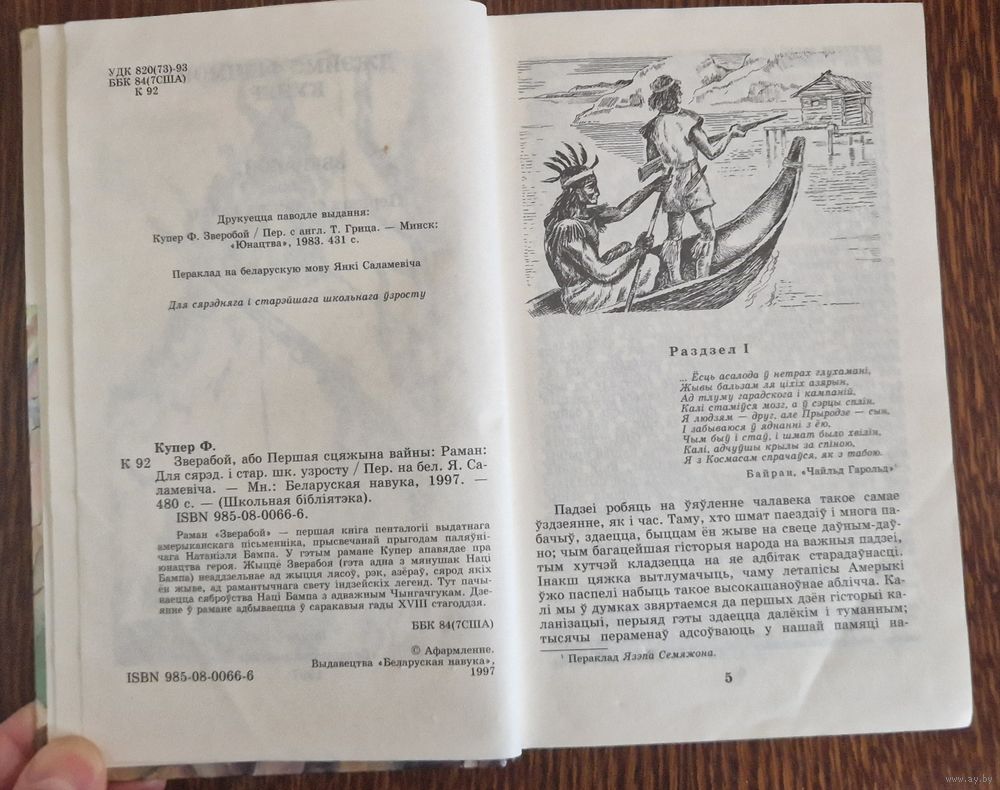 УДК 820(73)-93
ББК 84(7США)
К 92
Друкуецца паводле выдання:
Купер Ф. Зверобой / Пер. с англ. Т. Грица. — Минск:
«Юнацтва», 1983. 431 с.
Пераклад на беларускую мову Янкі Саламевіча
Для сярэдняга і старэйшага школьнага ўзросту
Купер Ф.
К 92 Зверабой, або Першая сцяжына вайны: Раман:
Для сярэд. і стар. шк. узросту / Пер. на бел. Я. Са-
ламевіча. — Мн.: Беларуская навука, 1997. —
480 с. — (Школьная бібліятэка).
ISBN 985-08-0066-6.
Раман «Зверабой» — першая кніга пенталогіі выдатнага
амерыканскага пісьменніка, прысвечанай прыгодам паляўні-
чага Натаніэля Бампа. У гэтым рамане Купер апавядае пра
юнацтва героя. Жыццё Зверабоя (гэта адна з мянушак Наці
Бампа) неаддзельнае ад жыцця лясоў, рэк, азёраў, сярод якіх
ён жыве, ад рамантычнага свету індзейскіх легенд. Тут пачы-
наецца сяброўства Наці Бампа з адважным Чынгачгукам. Дзе-
янне ў рамане адбываецца ў саракавыя гады XVIII стагоддзя.
ББК 84(7США)
© Афармленне.
Выдавецтва «Беларуская навука»,
1997
ISBN 985-08-0066-6
Раздзел I
... Ёсць асалода ў нетрах глухамані,
Жывы бальзам ля ціхіх азярын,
Ад тлуму гарадскога і кампаній,
Калі стаміўся мозг, а ў сэрцы сплін.
Я людзям — друг, але Прыродзе — сын,
І забываюся ў яднанні з ёю,
Чым быў і стаў, і шмат было хвілін,
Калі, адчуўшы крылы за спіною,
Я з Космасам спрачаўся, як з табою.
Байран, «Чайльд Гарольд»¹
Падзеі робяць на ўяўленне чалавека такое самае
ўздзеянне, як і час. Таму, хто шмат паездзіў і многа па-
бачыў, здаецца, быццам ён жыве на свеце даўным-даў-
но; чым багацейшая гісторыя народа на важныя падзеі,
тым хутчэй кладзецца на яе адбітак старадаўнасці.
Інакш цяжка вытлумачыць, чаму летапісы Амерыкі
ўжо паспелі набыць такое высокашаноўнае аблічча. Ка-
лі мы ў думках звяртаемся да першых дзён гісторыі ка-
ланізацыі, перыяд гэты здаецца далёкім і туманным;
тысячы пераменаў адсоўваюць у нашай памяці на-
¹ Пераклад Язэпа Семяжона.
5
www.ay.by